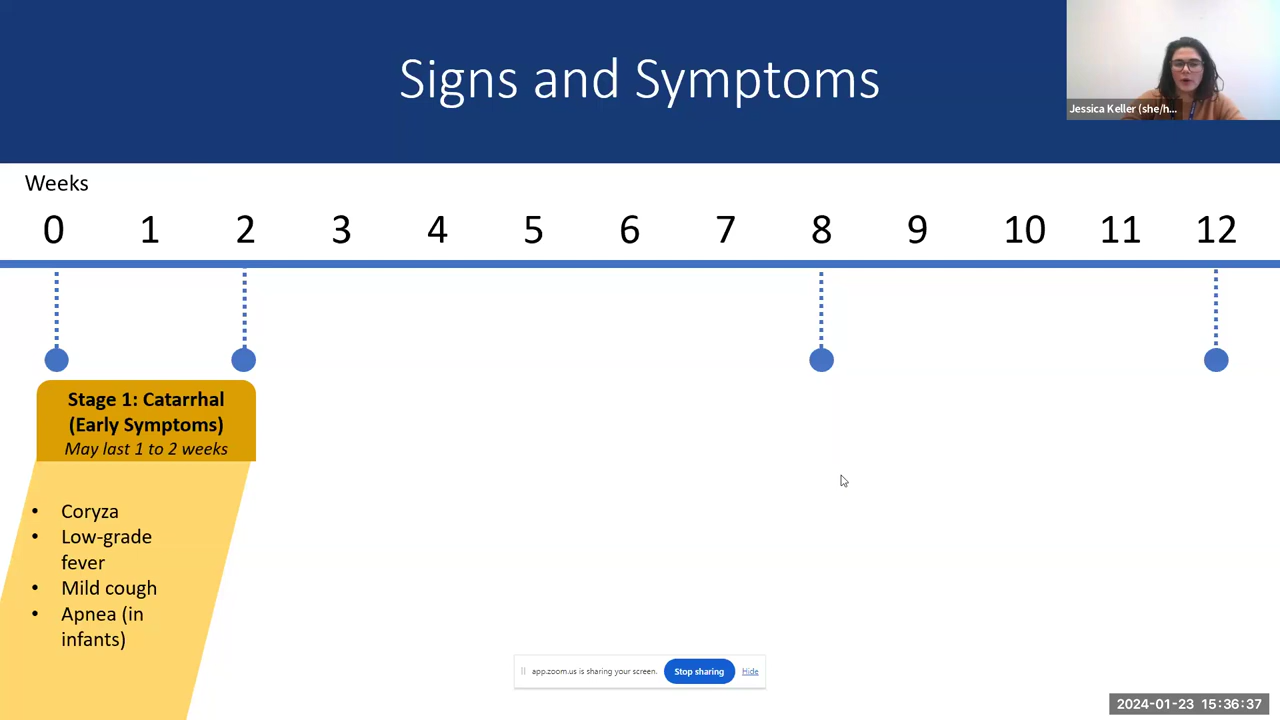 Signs and Symptoms
Jessica Keller (she/h...
Weeks
0 1 2 3 4 5 6 7 8 9 10 11 12
Stage 1: Catarrhal
(Early Symptoms)
May last 1 to 2 weeks
• Coryza
• Low-grade
fever
• Mild cough
• Apnea (in
infants)
app.zoom.us is sharing your screen.
Stop sharing
Hide
2024-01-23 15:36:37